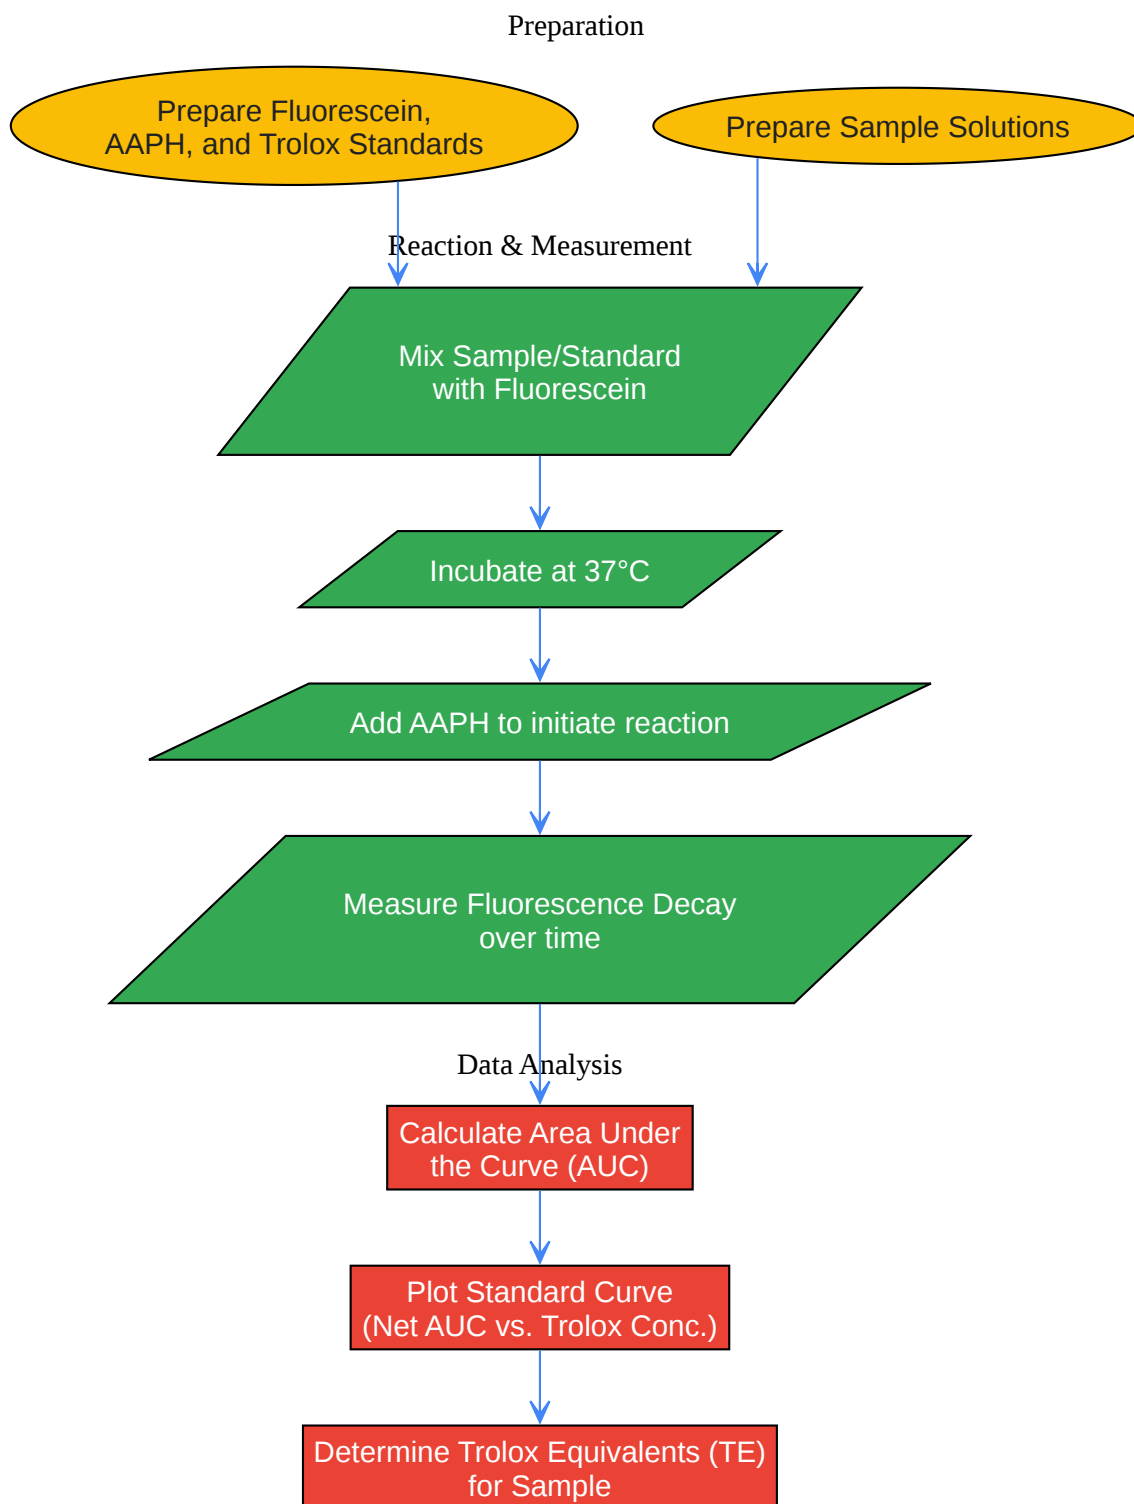 Preparation
Prepare Fluorescein,
AAPH, and Trolox Standards
Prepare Sample Solutions
Reaction & Measurement
Mix Sample/Standard
with Fluorescein
Incubate at 37°C
Add AAPH to initiate reaction
Measure Fluorescence Decay
over time
Data Analysis
Calculate Area Under
the Curve (AUC)
Plot Standard Curve
(Net AUC vs. Trolox Conc.)
Determine Trolox Equivalents (TE)
for Sample